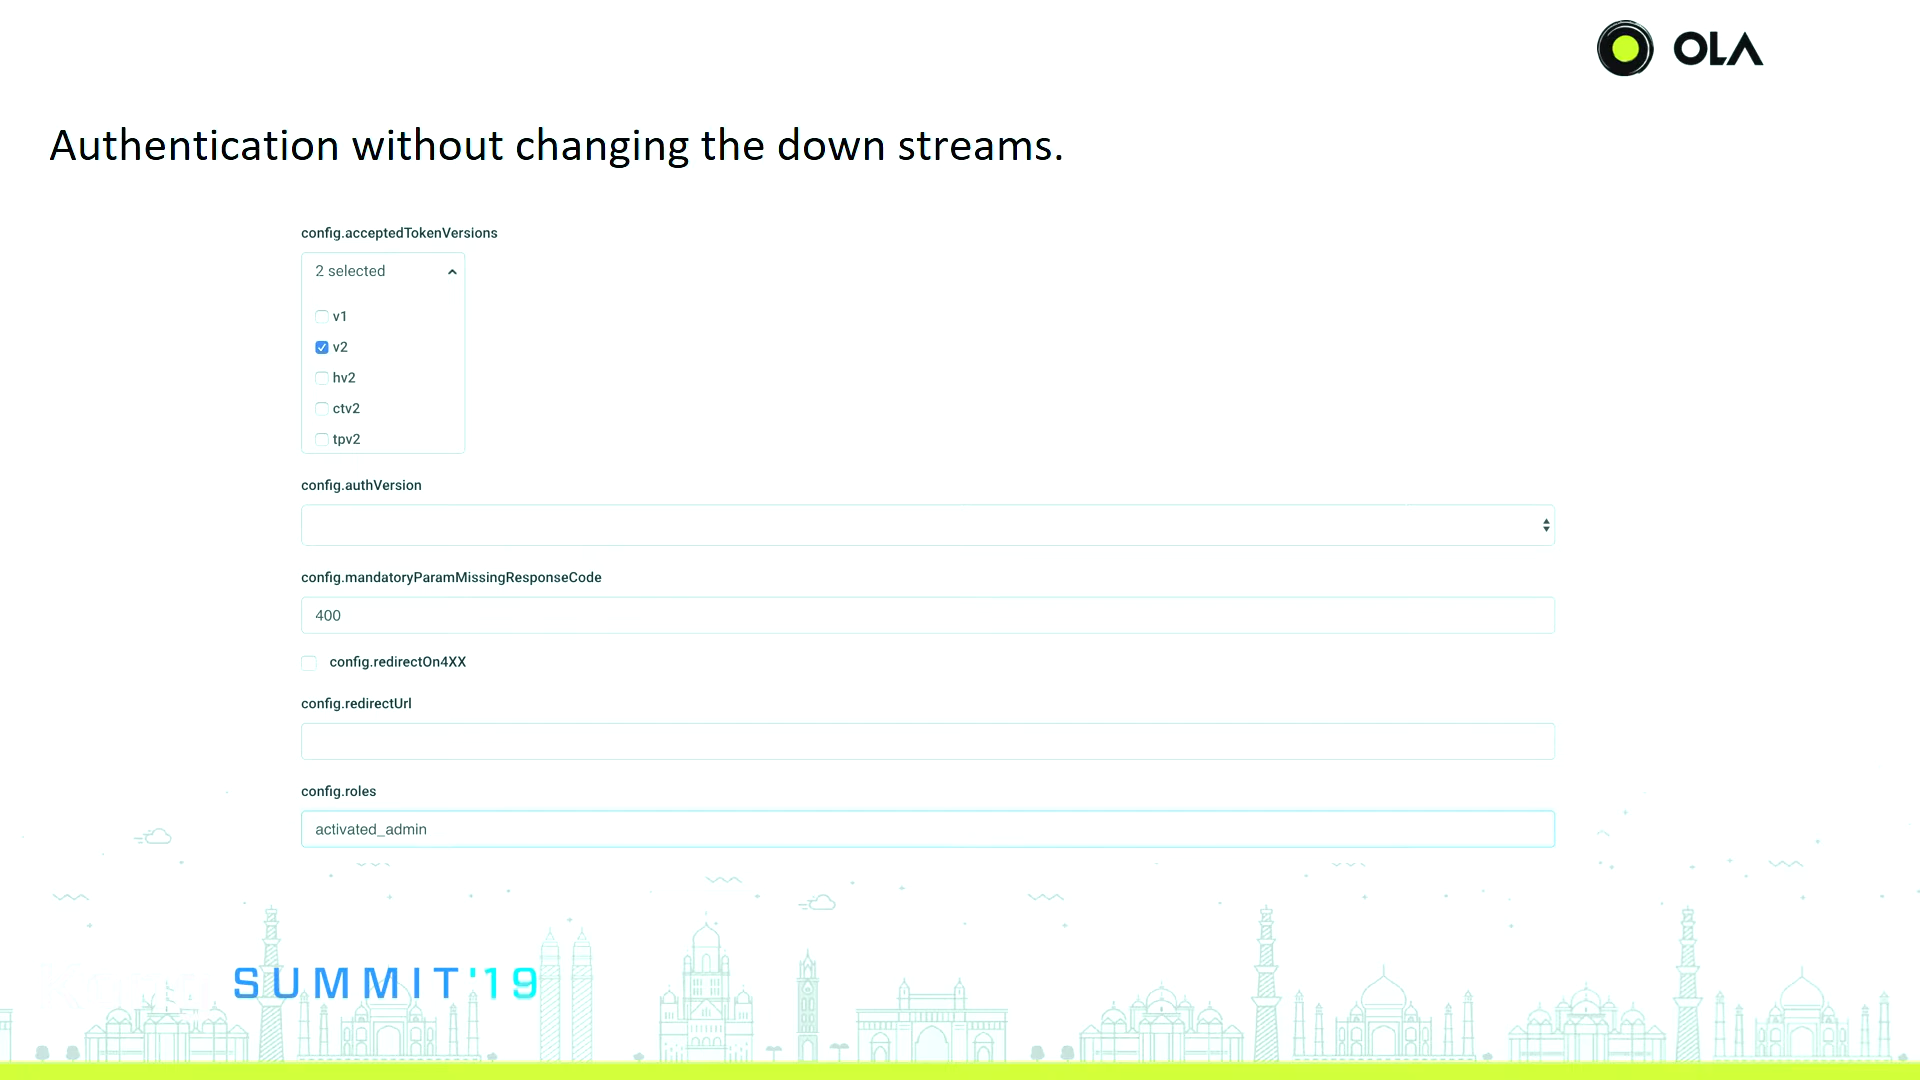 OLA
Authentication without changing the down streams.
config.acceptedTokenVersions
2 selected
v1
v2
hv2
ctv2
tpv2
config.authVersion
config.mandatoryParamMissingResponseCode
400
config.redirectOn4XX
config.redirectUrl
config.roles
activated_admin
SUMMIT'19